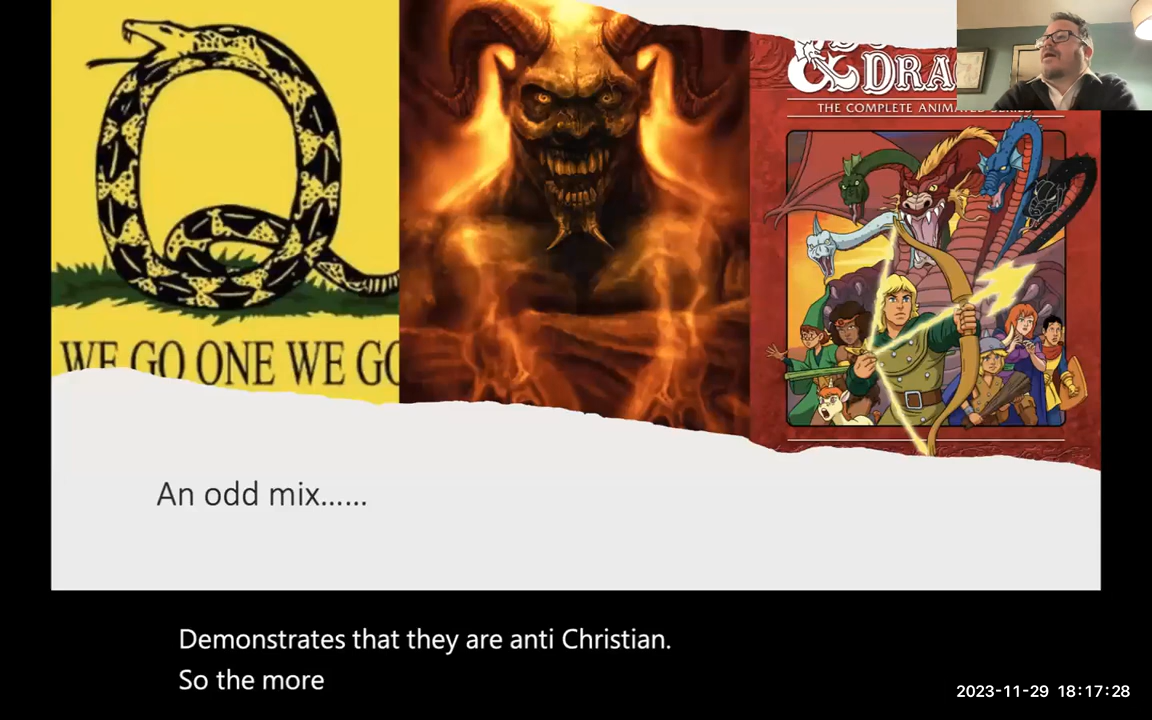 & DRA
THE COMPLETE ANIMATED SERIES
WE GO ONE WE GO
An odd mix......
Demonstrates that they are anti Christian.
So the more
2023-11-29 18:17:28